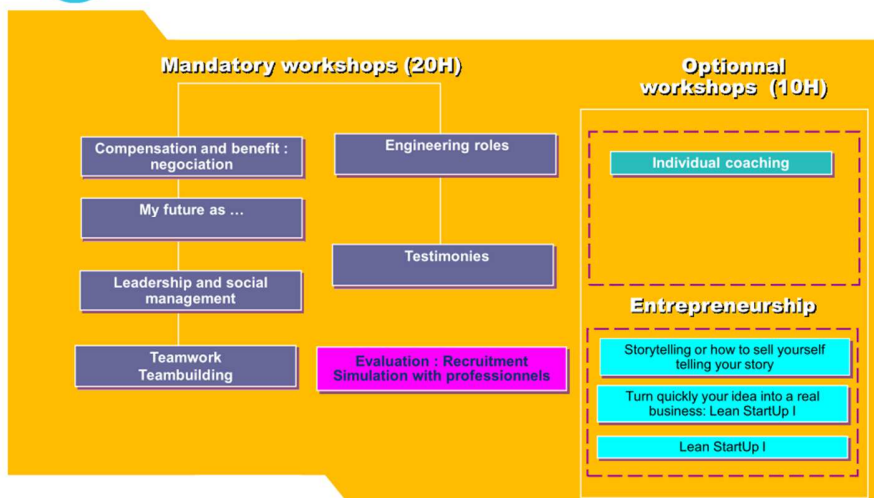 Mandatory workshops (20H)
Compensation and benefit :
negociation
My future as ...
Leadership and social
management
Teamwork
Teambuilding
Engineering roles
Testimonies
Evaluation : Recruitment
Simulation with professionnels
Optionnal
workshops (10H)
Individual coaching
Entrepreneurship
Storytelling or how to sell yourself
telling your story
Turn quickly your idea into a real
business: Lean StartUp I
Lean StartUp I